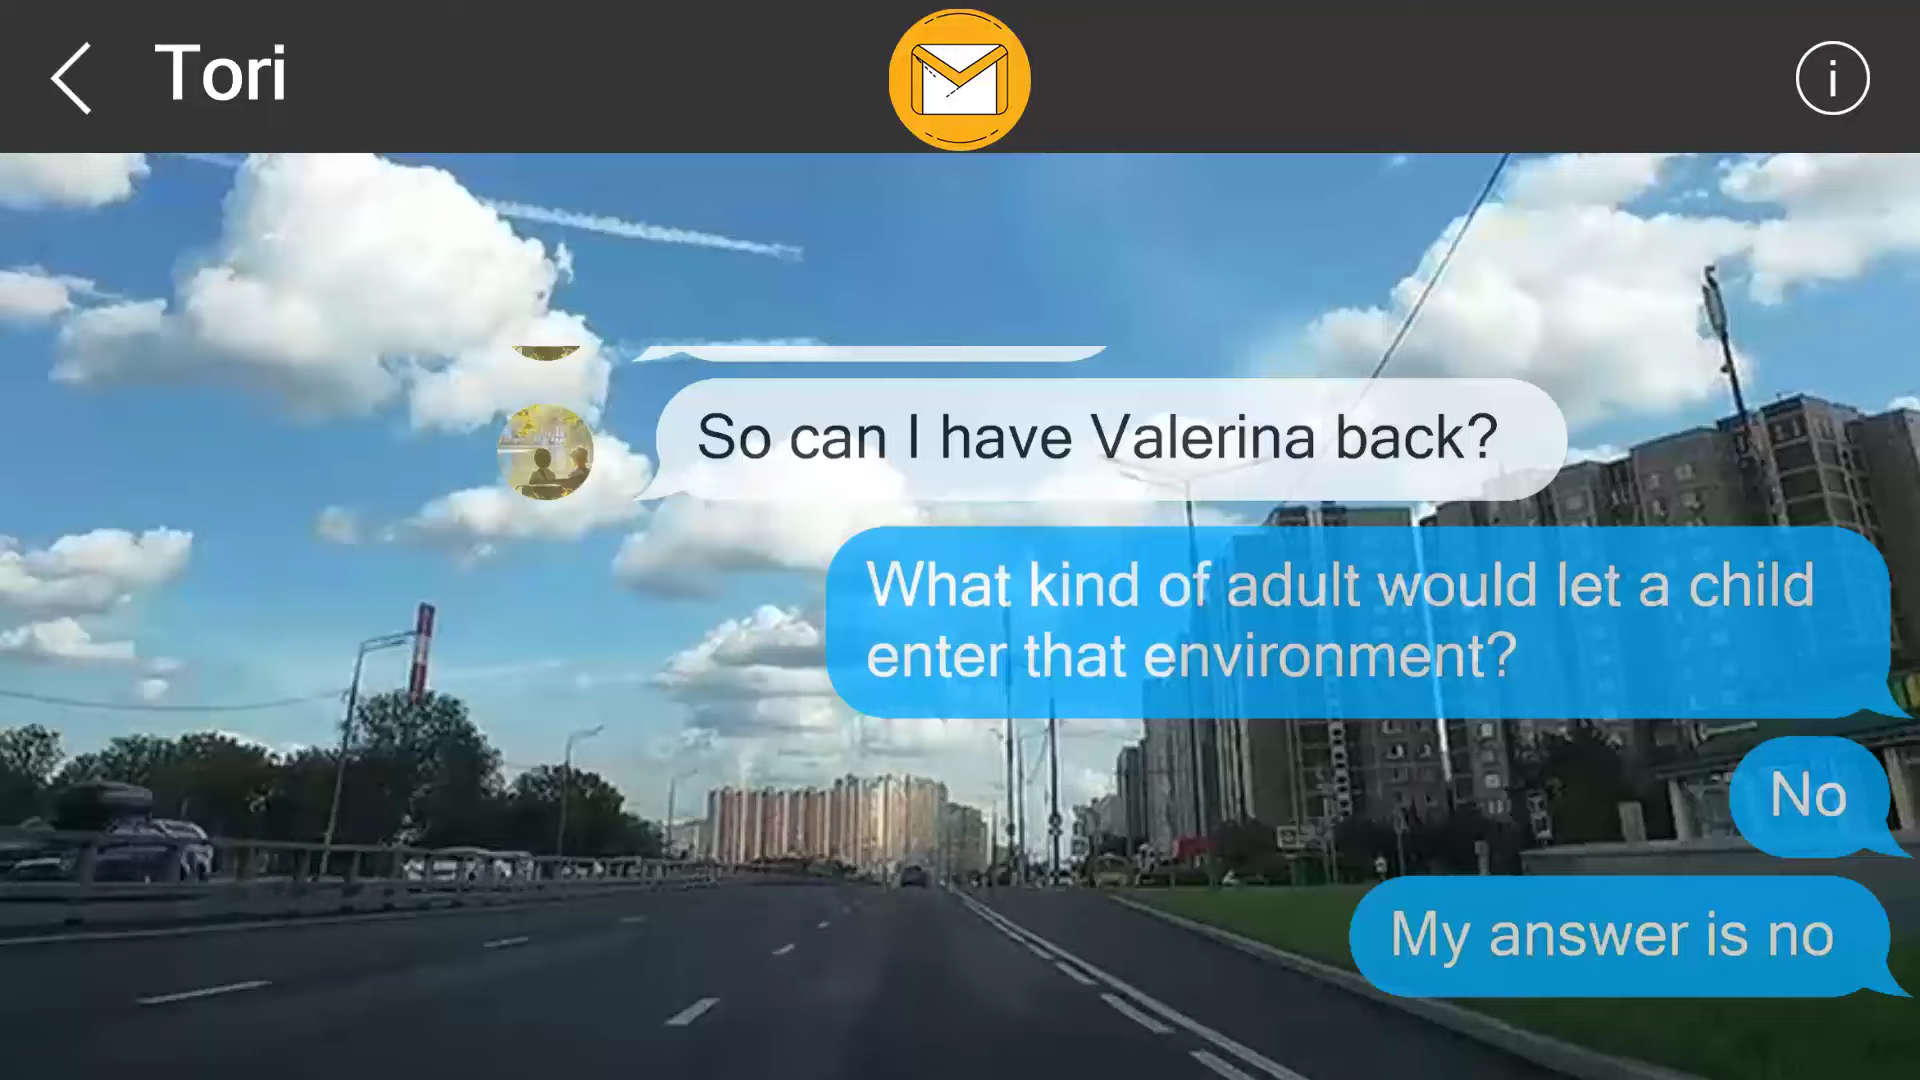 Tori
So can I have Valerina back?
What kind of adult would let a child
enter that environment?
No
My answer is no